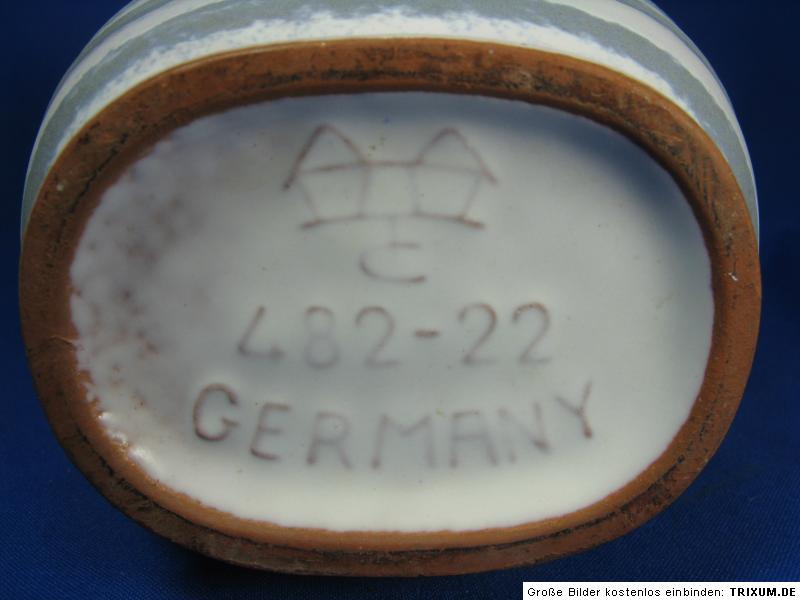 C
482-22
GERMANY
Große Bilder kostenlos einbinden: TRIXUM.DE